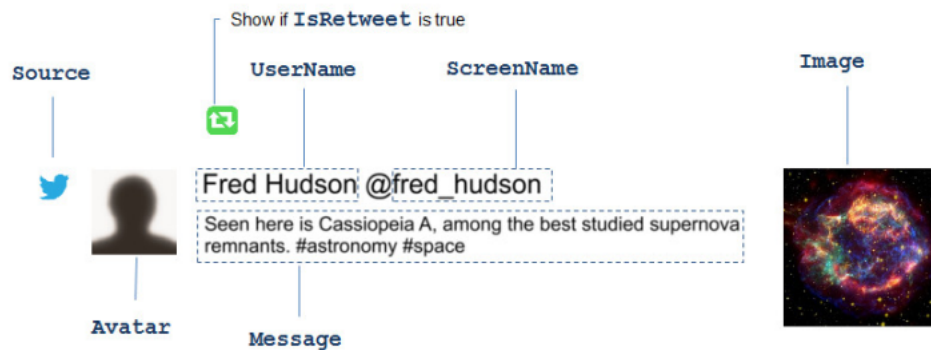 Show if IsRetweet is true
Source
UserName
ScreenName
Image
Fred Hudson @fred_hudson
Seen here is Cassiopeia A, among the best studied supernova
remnants. #astronomy #space
Avatar
Message